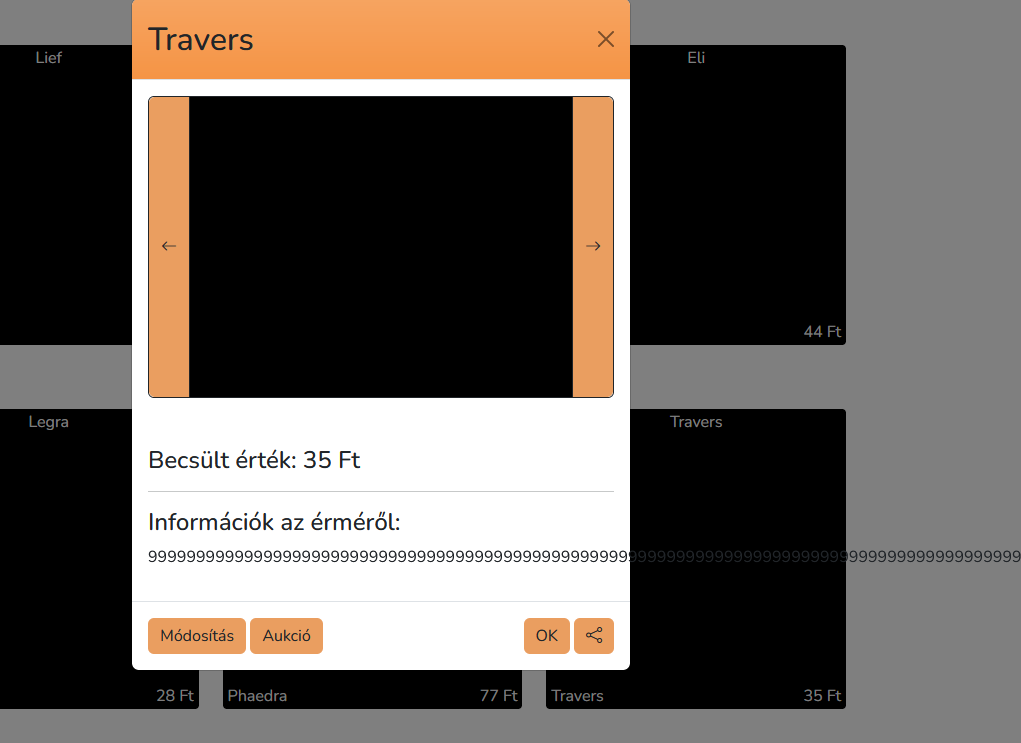 Travers
Lief
Eli
44 Ft
Becsült érték: 35 Ft
Legra
Travers
Információk az érméről:
9999999999999999999999999999999999999999999999999999999999999999999999999999999999999999999
Módosítás Aukció OK
28 Ft
Phaedra 77 Ft
Travers 35 Ft